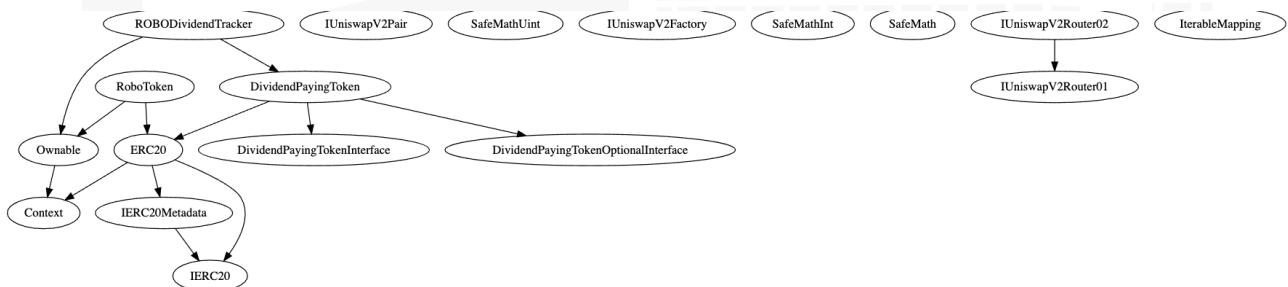 ROBODividendTracker
IUniswapV2Pair
SafeMathUint
IUniswapV2Factory
SafeMathInt
SafeMath
IUniswapV2Router02
IterableMapping
RoboToken
DividendPayingToken
IUniswapV2Router01
Ownable
ERC20
DividendPayingTokenInterface
DividendPayingTokenOptionalInterface
Context
IERC20Metadata
IERC20